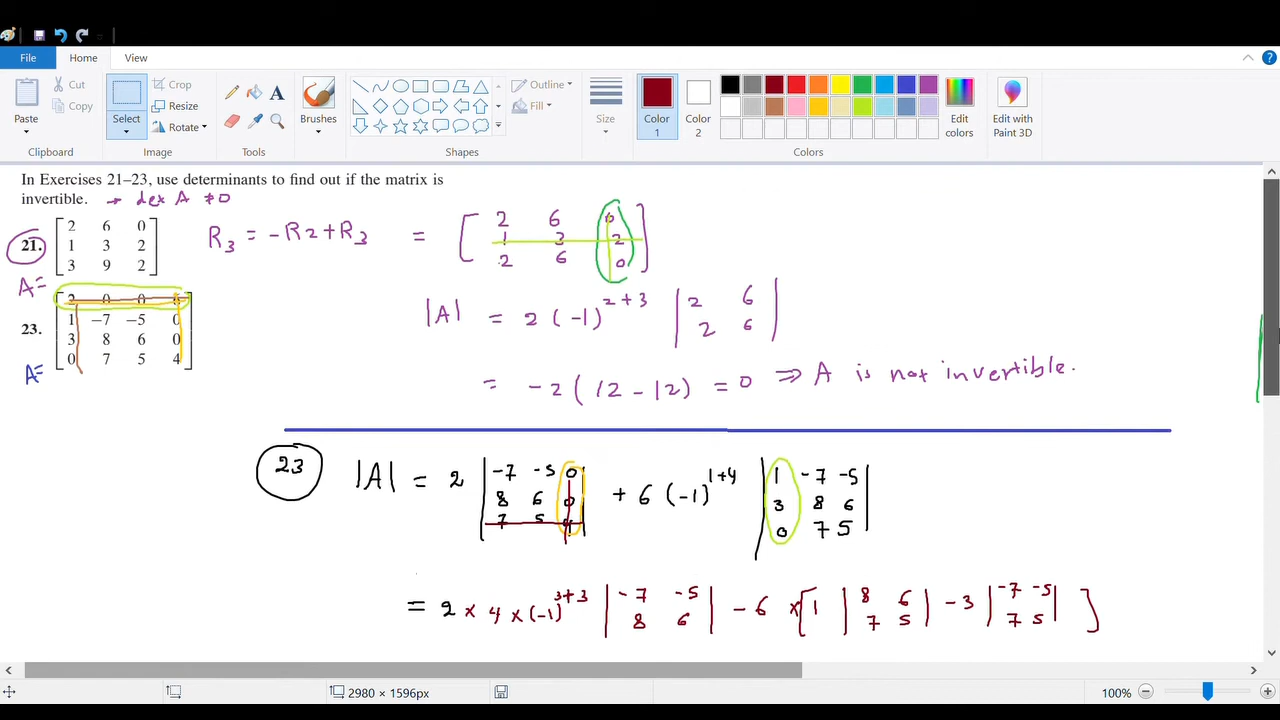 File Home View
Paste Cut Copy Clipboard
Select Crop Resize Rotate Image
A Tools
Brushes
Outline Fill Shapes
Size
Color 1 Color 2 Edit colors Colors
Edit with Paint 3D
In Exercises 21–23, use determinants to find out if the matrix is
invertible. → det A ≠ 0
21. [2 6 0
1 3 2
3 9 2]
A =
R3 = -R2 + R3 = [2 6 0
1 3 2
2 6 0]
|A| = 2 (-1)^2+3 |2 6
2 6|
= -2 (12 - 12) = 0 ⇒ A is not invertible.
23. [2 0 0
1 −7 −5 0
3 8 6 0
0 7 5 4]
A =
23 |A| = 2 |-7 -5 0
8 6 0
7 5 4| + 6 (-1)^1+4 |1 -7 -5
3 8 6
0 7 5|
= 2 × 4 × (-1)^3+3 |-7 -5
8 6| - 6 × [1 |8 6
7 5| - 3 |-7 -5
7 5| ]
2980 × 1596px 100%